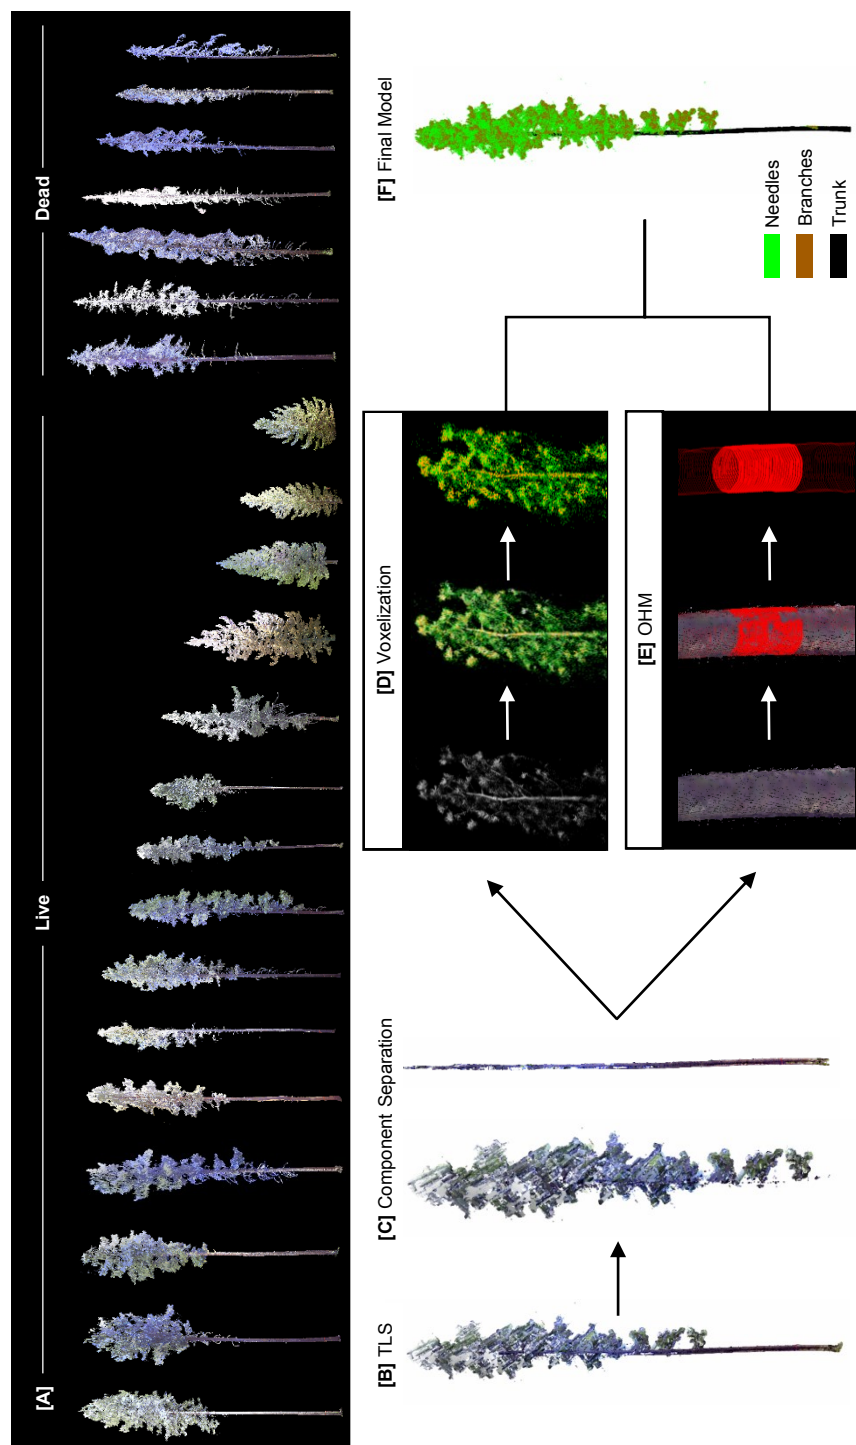 [A]
Live
Dead
[B] TLS
[C] Component Separation
[D] Voxelization
[E] OHM
[F] Final Model
Needles
Branches
Trunk